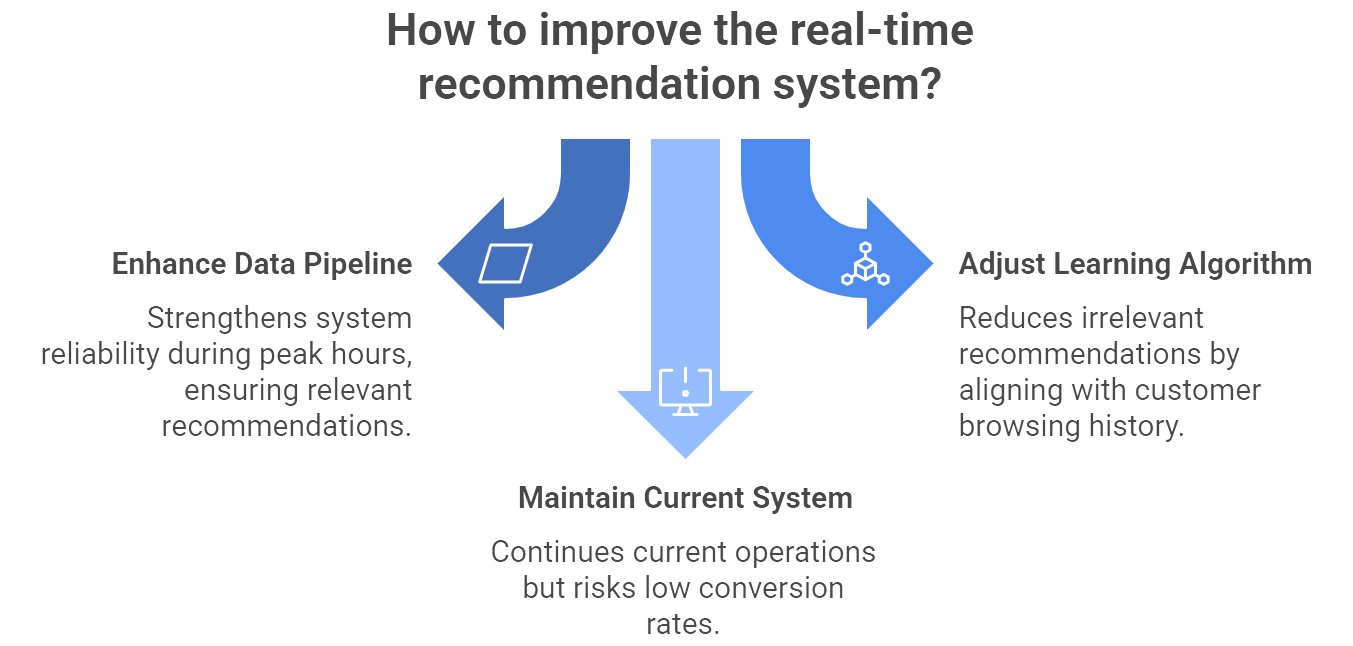 How to improve the real-time
recommendation system?
Enhance Data Pipeline
Strengthens system
reliability during peak hours,
ensuring relevant
recommendations.
Adjust Learning Algorithm
Reduces irrelevant
recommendations by
aligning with customer
browsing history.
Maintain Current System
Continues current operations
but risks low conversion
rates.